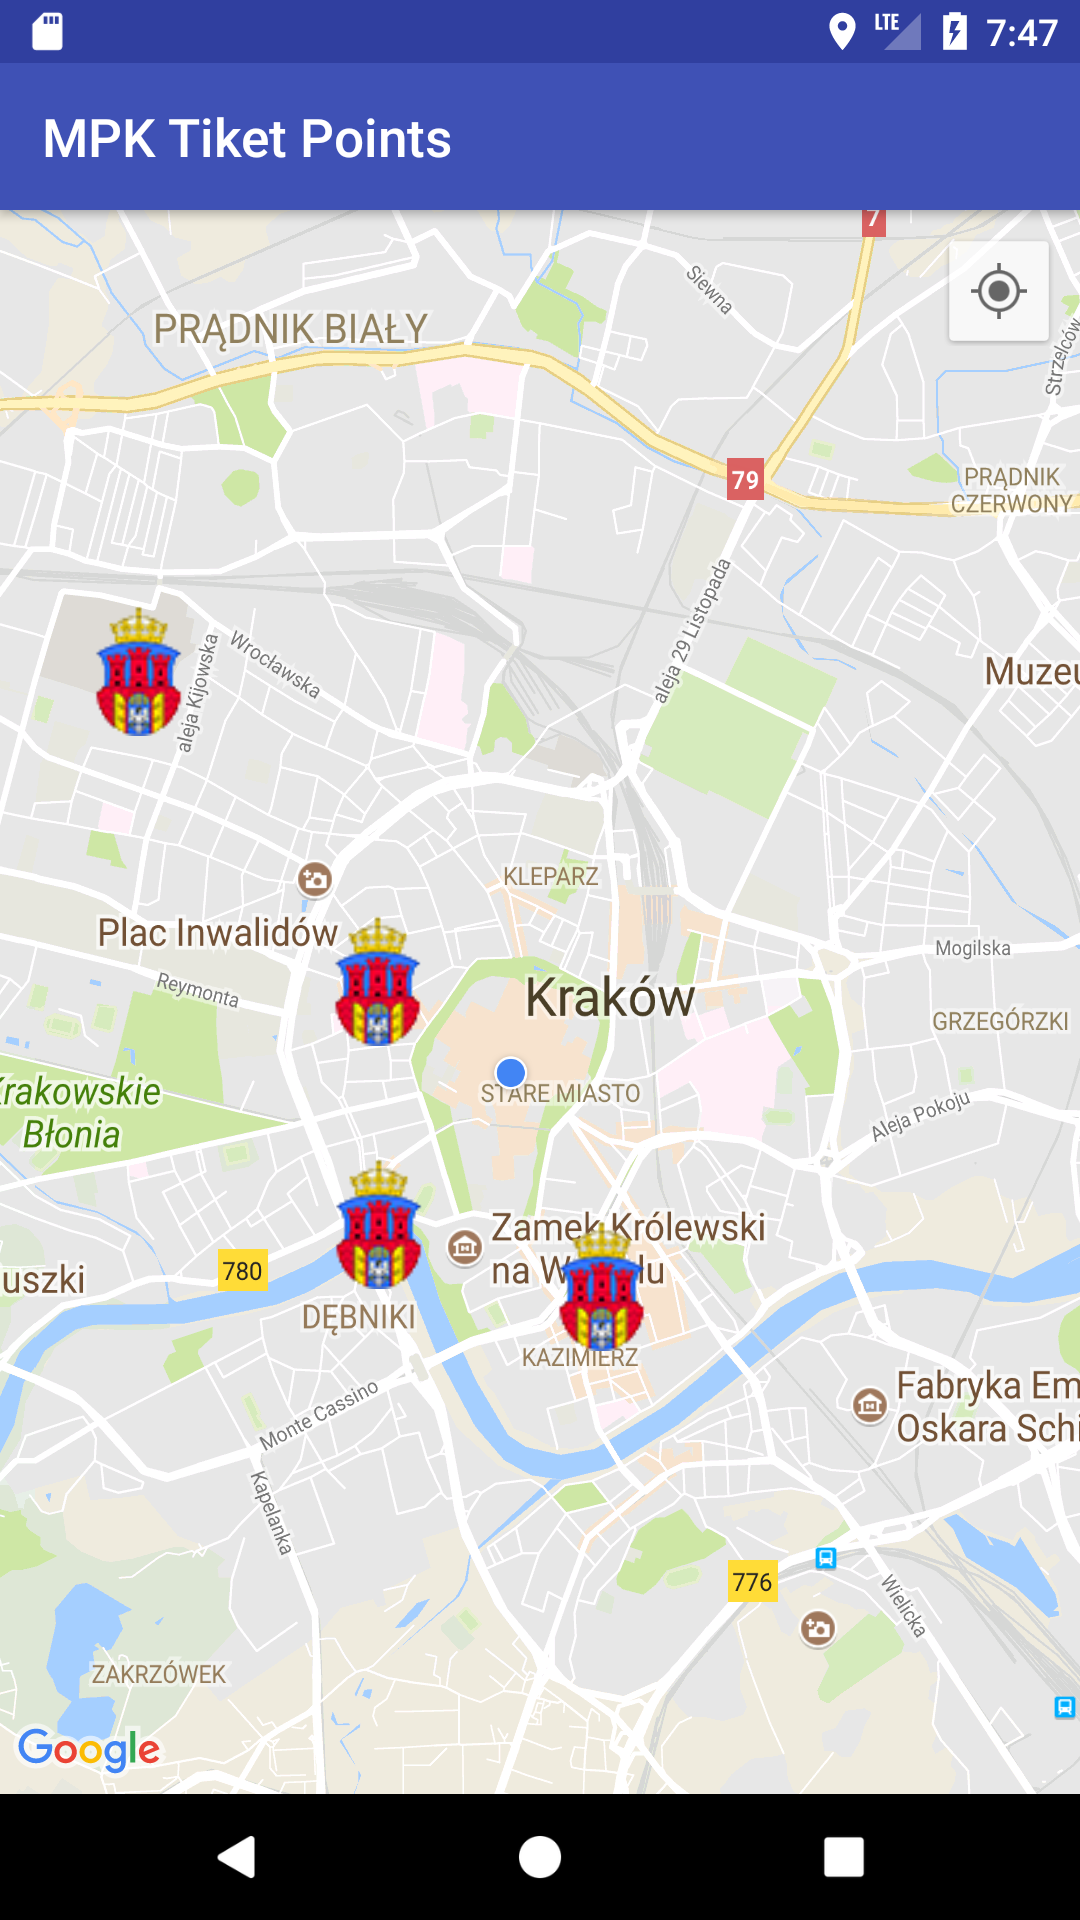 LTE 7:47
MPK Tiket Points
7
Siewna
PRĄDNIK BIAŁY
Strzelców
79
PRĄDNIK
CZERWONY
aleja 29 Listopada
Wrocławska
aleja Kijowska
Muzeu
KLEPARZ
Plac Inwalidów
Mogilska
Reymonta
Kraków
GRZEGÓRZKI
Krakowskie
Błonia
STARE MIASTO
Aleja Pokoju
Zamek Królewski
na W lu
780
uszki
DĘBNIKI
KAZIMIERZ
Fabryka Em
Oskara Schi
Monte Cassino
Kapelanka
776
Wielicka
ZAKRZÓWEK
Google